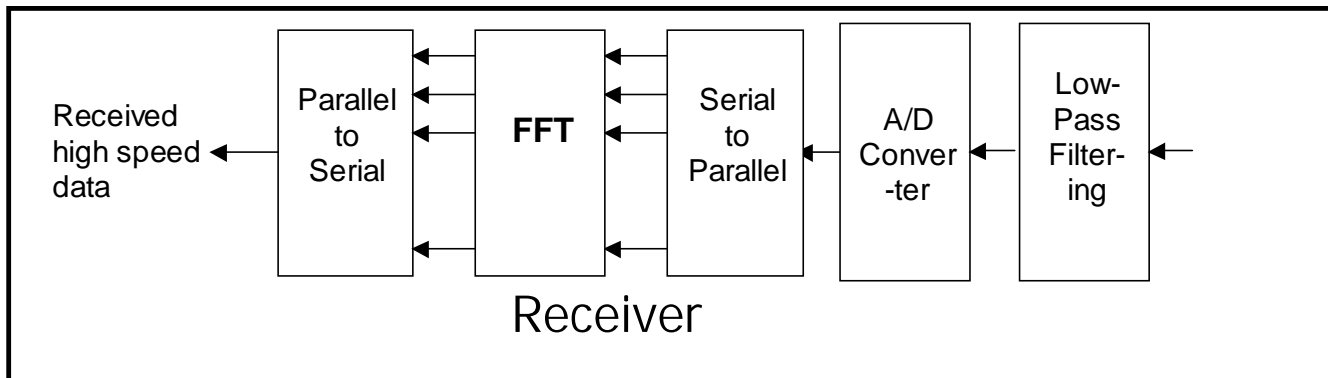 Received
high speed
data
Parallel
to
Serial
FFT
Serial
to
Parallel
A/D
Conver
-ter
Low-
Pass
Filter-
ing
Receiver